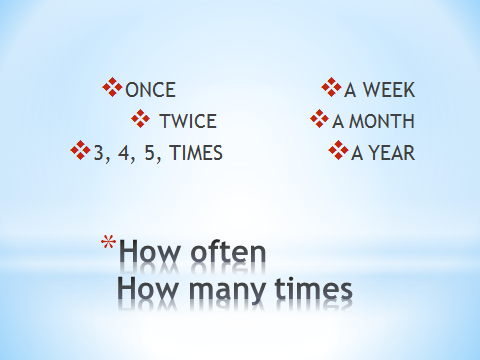 ONCE
TWICE
3, 4, 5, TIMES
A WEEK
A MONTH
A YEAR
*How often
How many times